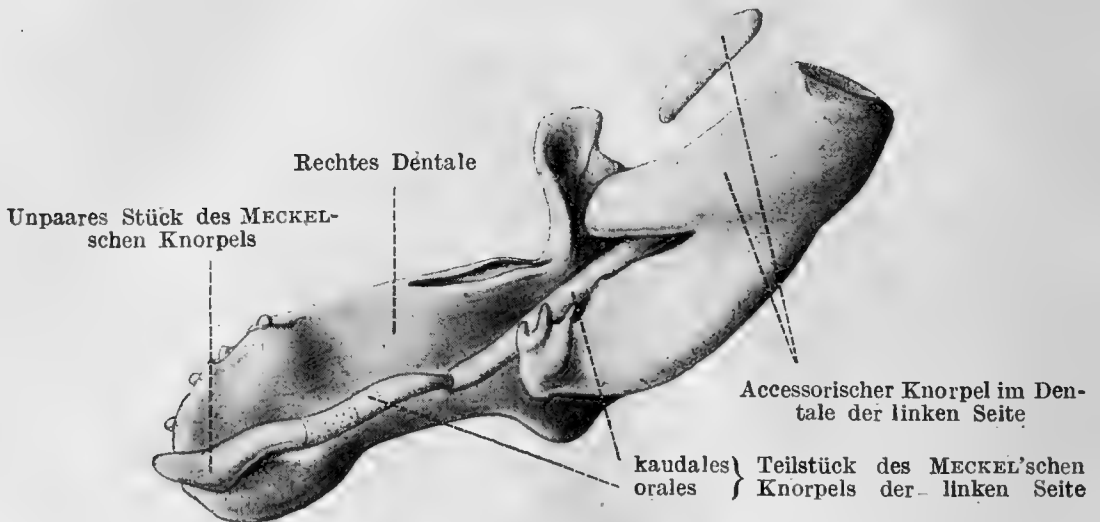 Rechtes Dentale
Unpaares Stück des MECKEL-
schen Knorpels
Accessorischer Knorpel im Den-
tale der linken Seite
kaudales } Teilstück des MECKEL'schen
orales } Knorpels der linken Seite